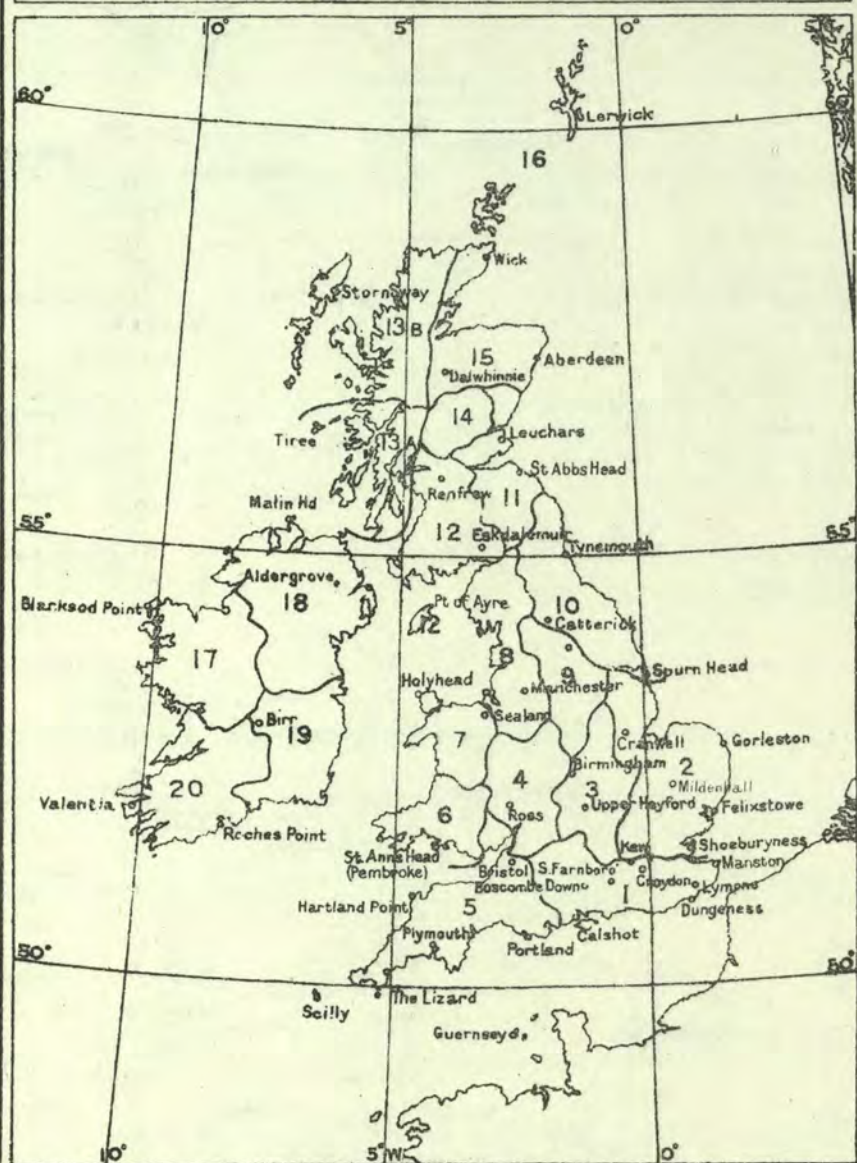 10° 5° 0° 5°
60°
Lerwick
16
Wick
Stornoway
13 B
15
Aberdeen
Dalwhinnie
14
Tiree
13 A
Leuchars
St Abbs Head
Renfrew
11
Malin Hd
55° 55°
12
Eskdalemuir
Tynemouth
Aldergrove
Blacksod Point
18
Pt of Ayre
10
12
Catterick
17
8
9
Spurn Head
Holyhead
Manchester
Birr
19
Sealand
Cranwell
Gorleston
7
Birmingham
2
4
3
Mildenhall
20
Upper Heyford
Felixstowe
Valentia
Ross
6
Roches Point
Kew
Shoeburyness
St Anns Head
(Pembroke)
Bristol
S. Farnboro
Manston
Boscombe Down
Croydon
Lympne
Hartland Point
5
1
Dungeness
Plymouth
Calshot
Portland
50° 50°
The Lizard
Scilly
Guernsey
10° 5°W 0°